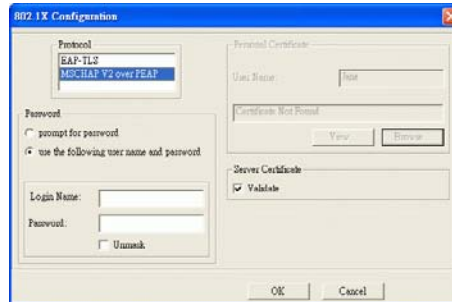 802.1X Configuration
Protocol
EAP-TLS
MSCHAP V2 over PEAP
Password
prompt for password
use the following user name and password
Login Name:
Password:
Unmask
Personal Certificate
User Name:
Certificate Not Found
View
Browse
Server Certificate
Validate
OK
Cancel